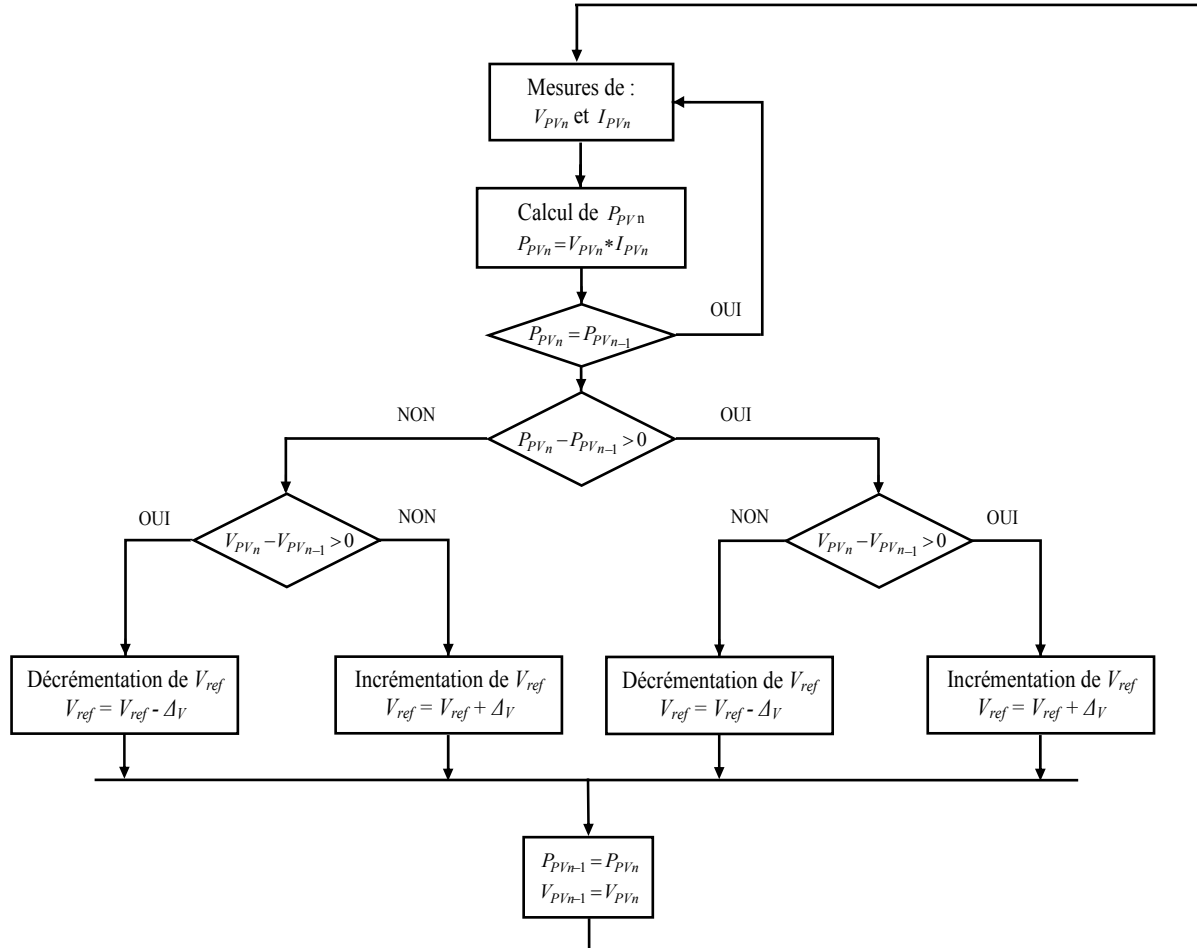 Mesures de :
V_PVn et I_PVn
Calcul de P_PVn
P_PVn = V_PVn * I_PVn
OUI
P_PVn = P_PVn–1
NON
OUI
P_PVn – P_PVn–1 > 0
OUI
NON
V_PVn – V_PVn–1 > 0
NON
OUI
V_PVn – V_PVn–1 > 0
Décrémentation de V_ref
V_ref = V_ref - Δ_V
Incrémentation de V_ref
V_ref = V_ref + Δ_V
Décrémentation de V_ref
V_ref = V_ref - Δ_V
Incrémentation de V_ref
V_ref = V_ref + Δ_V
P_PVn–1 = P_PVn
V_PVn–1 = V_PVn